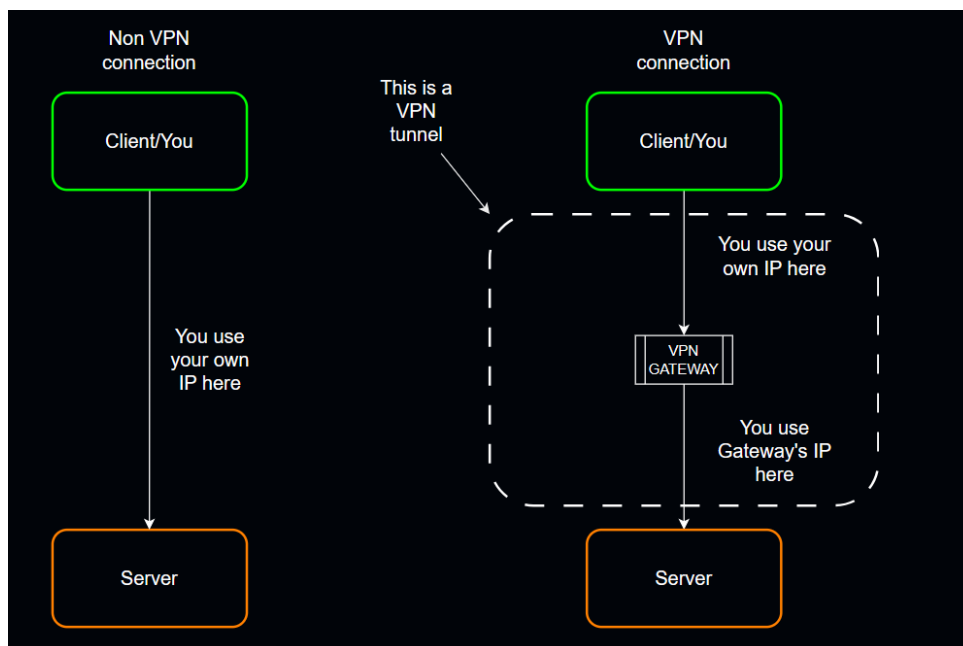 Non VPN
connection
Client/You
You use
your own
IP here
Server
This is a
VPN
tunnel
VPN
connection
Client/You
You use your
own IP here
VPN
GATEWAY
You use
Gateway's IP
here
Server